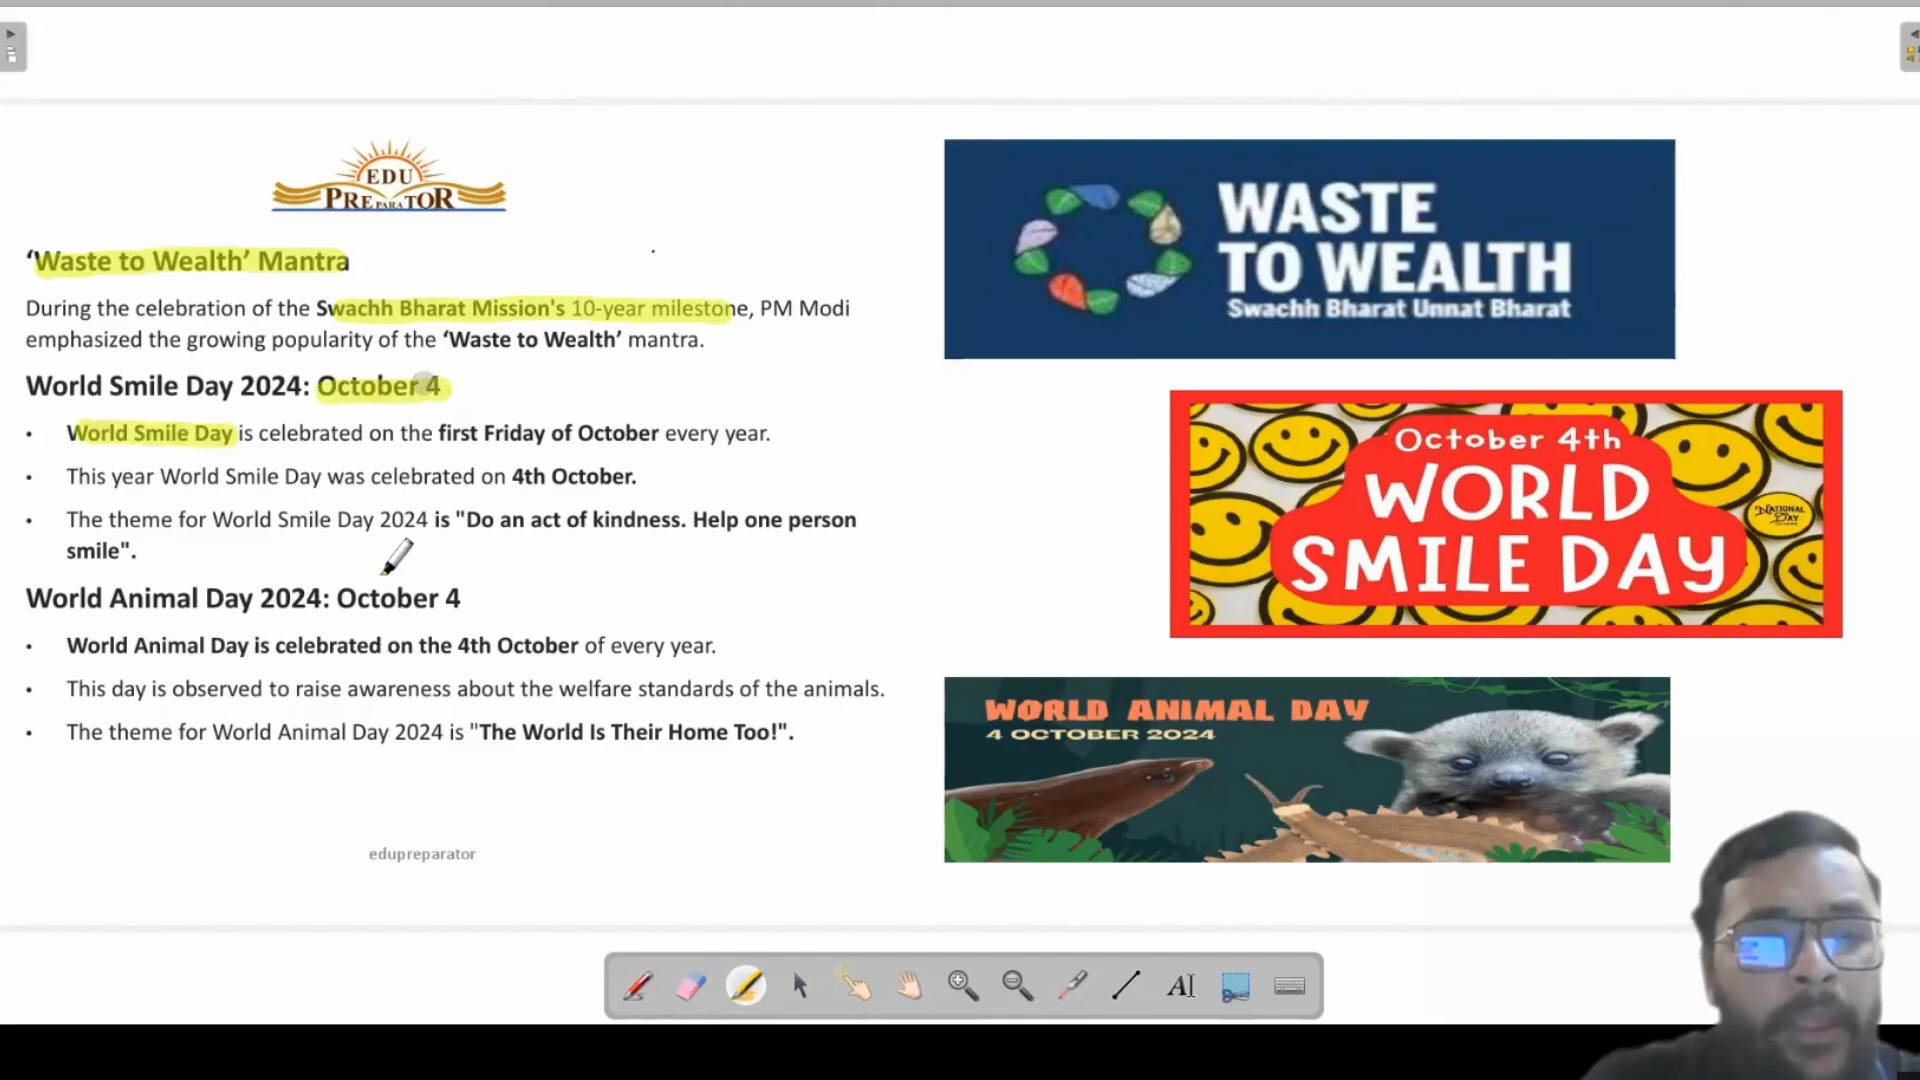 EDU
PREPARATOR
‘Waste to Wealth’ Mantra
During the celebration of the Swachh Bharat Mission's 10-year milestone, PM Modi
emphasized the growing popularity of the ‘Waste to Wealth’ mantra.
World Smile Day 2024: October 4
• World Smile Day is celebrated on the first Friday of October every year.
• This year World Smile Day was celebrated on 4th October.
• The theme for World Smile Day 2024 is "Do an act of kindness. Help one person
smile".
World Animal Day 2024: October 4
• World Animal Day is celebrated on the 4th October of every year.
• This day is observed to raise awareness about the welfare standards of the animals.
• The theme for World Animal Day 2024 is "The World Is Their Home Too!".
edupreparator
WASTE
TO WEALTH
Swachh Bharat Unnat Bharat
October 4th
WORLD
SMILE DAY
NATIONAL
DAY
WORLD ANIMAL DAY
4 OCTOBER 2024
AI